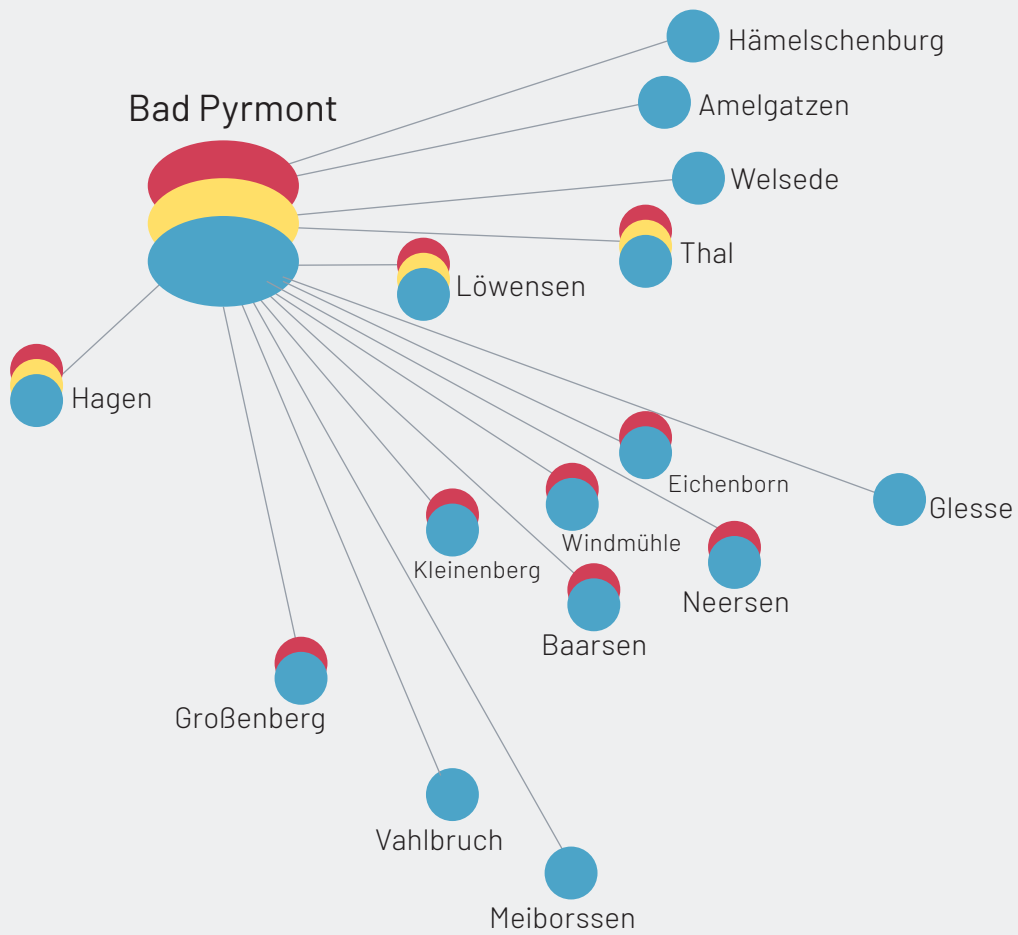 Hämelschenburg
Bad Pyrmont
Amelgatzen
Welsede
Thal
Löwensen
Hagen
Eichenborn
Glesse
Windmühle
Kleinenberg
Neersen
Baarsen
Großenberg
Vahlbruch
Meiborssen